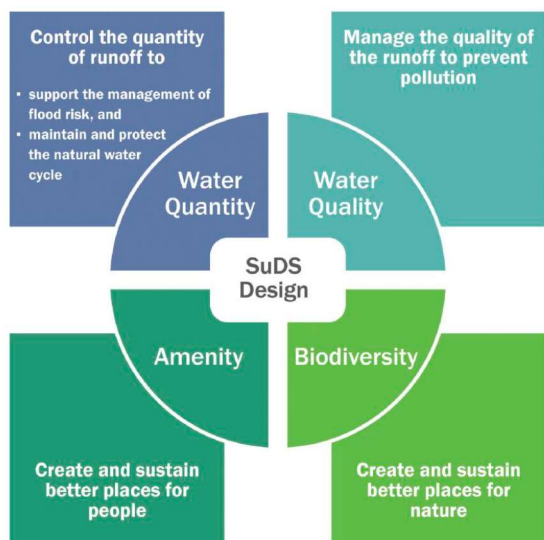 Control the quantity
of runoff to
▪ support the management of
flood risk, and
▪ maintain and protect
the natural water
cycle
Manage the quality of
the runoff to prevent
pollution
Water
Quantity
Water
Quality
SuDS
Design
Amenity
Biodiversity
Create and sustain
better places for
people
Create and sustain
better places for
nature